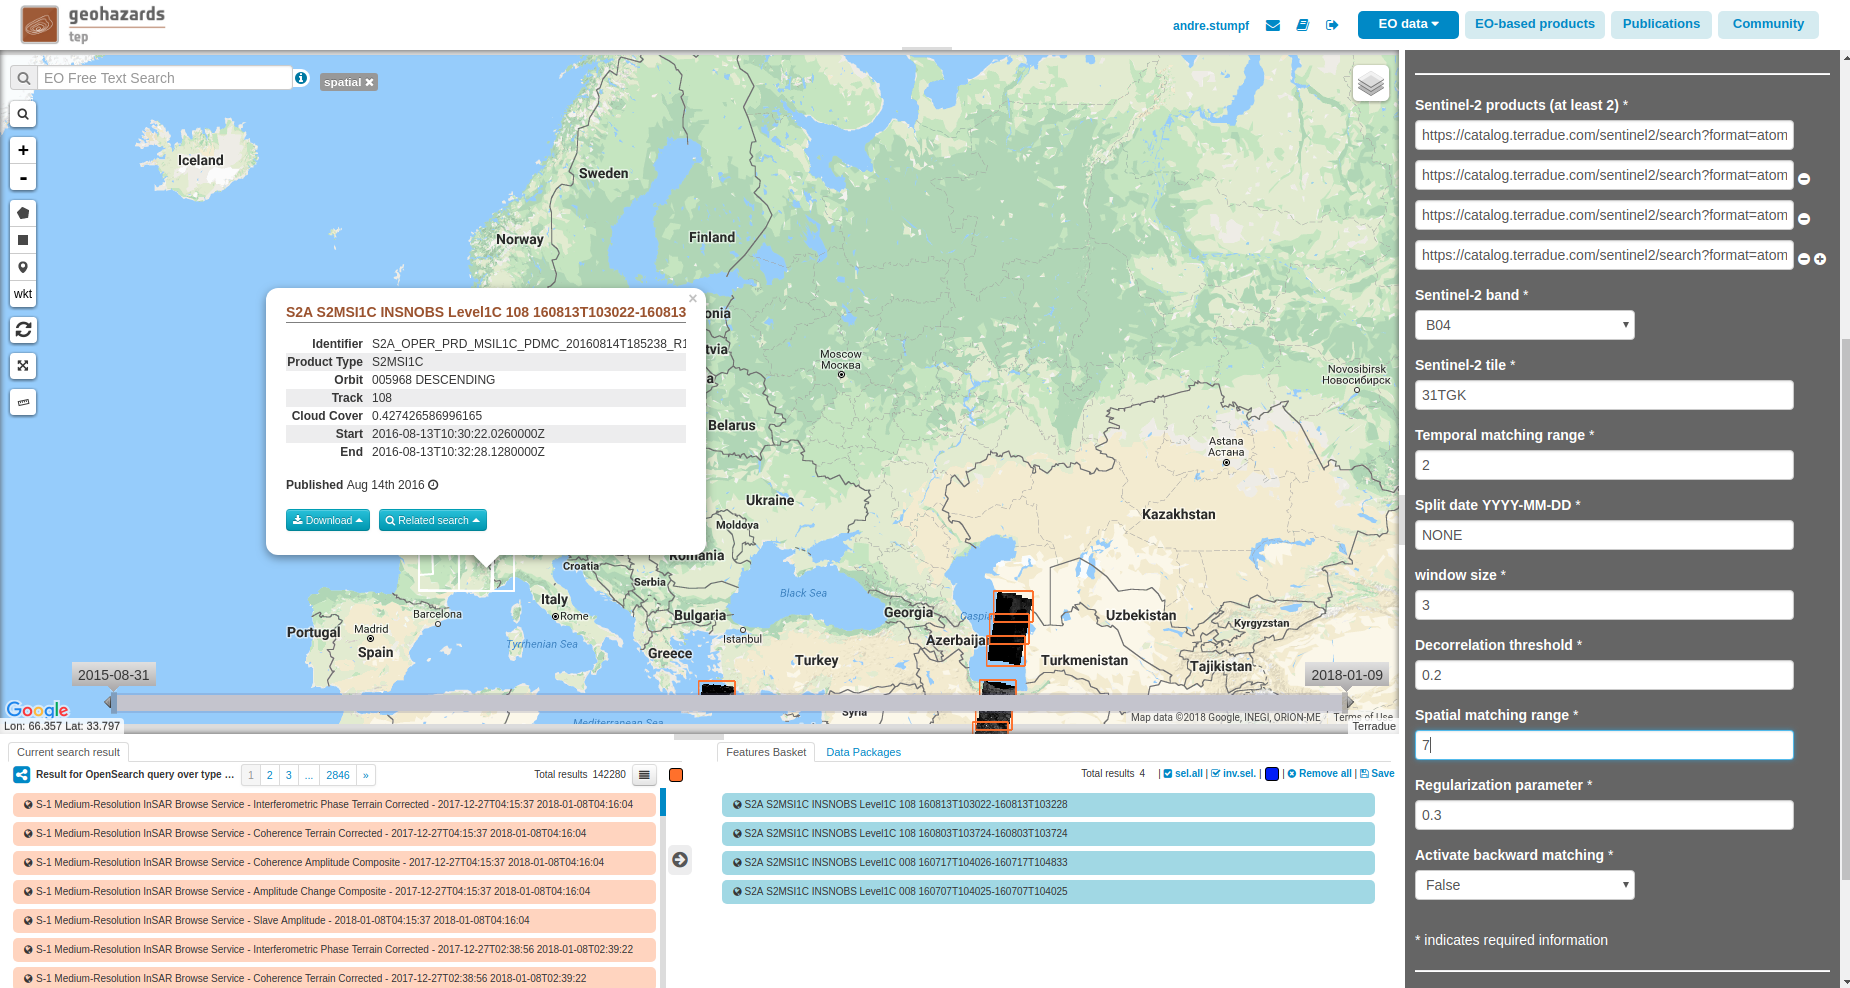 geohazards
tep
andre.stumpf
EO data
EO-based products
Publications
Community
EO Free Text Search
spatial
+
-
wkt
Iceland
Sweden
Norway
Finland
S2A S2MSI1C INSNOBS Level1C 108 160813T103022-160813
Identifier S2A_OPER_PRD_MSIL1C_PDMC_20160814T185238_R1
Product Type S2MSI1C
Orbit 005968 DESCENDING
Track 108
Cloud Cover 0.427426586996165
Start 2016-08-13T10:30:22.0260000Z
End 2016-08-13T10:32:28.1280000Z
Published Aug 14th 2016
Download
Related search
onia
tvia
a
Moscow
Москва
Belarus
Novosibirsk
Новосибирск
Astana
Астана
Ukraine
Kazakhstan
Moldova
Romania
Croatia
Serbia
Italy
Rome
Black Sea
Barcelona
Bulgaria
Georgia
Caspia
Uzbekistan
Kyrgyzstan
Portugal
Madrid
Spain
Tyrrhenian Sea
Istanbul
Azerbaija
Greece
Turkey
Turkmenistan
Tajikistan
2015-08-31
2018-01-09
Google
Syria
Mediterranean Sea
Map data ©2018 Google, INEGI, ORION-ME
Terms of Use
Lon: 66.357 Lat: 33.797
Terradue
Current search result
Result for OpenSearch query over type ...
1 2 3 ... 2846 »
Total results 142280
S-1 Medium-Resolution InSAR Browse Service - Interferometric Phase Terrain Corrected - 2017-12-27T04:15:37 2018-01-08T04:16:04
S-1 Medium-Resolution InSAR Browse Service - Coherence Terrain Corrected - 2017-12-27T04:15:37 2018-01-08T04:16:04
S-1 Medium-Resolution InSAR Browse Service - Coherence Amplitude Composite - 2017-12-27T04:15:37 2018-01-08T04:16:04
S-1 Medium-Resolution InSAR Browse Service - Amplitude Change Composite - 2017-12-27T04:15:37 2018-01-08T04:16:04
S-1 Medium-Resolution InSAR Browse Service - Slave Amplitude - 2018-01-08T04:15:37 2018-01-08T04:16:04
S-1 Medium-Resolution InSAR Browse Service - Interferometric Phase Terrain Corrected - 2017-12-27T02:38:56 2018-01-08T02:39:22
S-1 Medium-Resolution InSAR Browse Service - Coherence Terrain Corrected - 2017-12-27T02:38:56 2018-01-08T02:39:22
Features Basket
Data Packages
Total results 4 | sel.all | inv.sel. | | Remove all | Save
S2A S2MSI1C INSNOBS Level1C 108 160813T103022-160813T103228
S2A S2MSI1C INSNOBS Level1C 108 160803T103724-160803T103724
S2A S2MSI1C INSNOBS Level1C 008 160717T104026-160717T104833
S2A S2MSI1C INSNOBS Level1C 008 160707T104025-160707T104025
Sentinel-2 products (at least 2) *
https://catalog.terradue.com/sentinel2/search?format=atom
https://catalog.terradue.com/sentinel2/search?format=atom
https://catalog.terradue.com/sentinel2/search?format=atom
https://catalog.terradue.com/sentinel2/search?format=atom
Sentinel-2 band *
B04
Sentinel-2 tile *
31TGK
Temporal matching range *
2
Split date YYYY-MM-DD *
NONE
window size *
3
Decorrelation threshold *
0.2
Spatial matching range *
7
Regularization parameter *
0.3
Activate backward matching *
False
* indicates required information